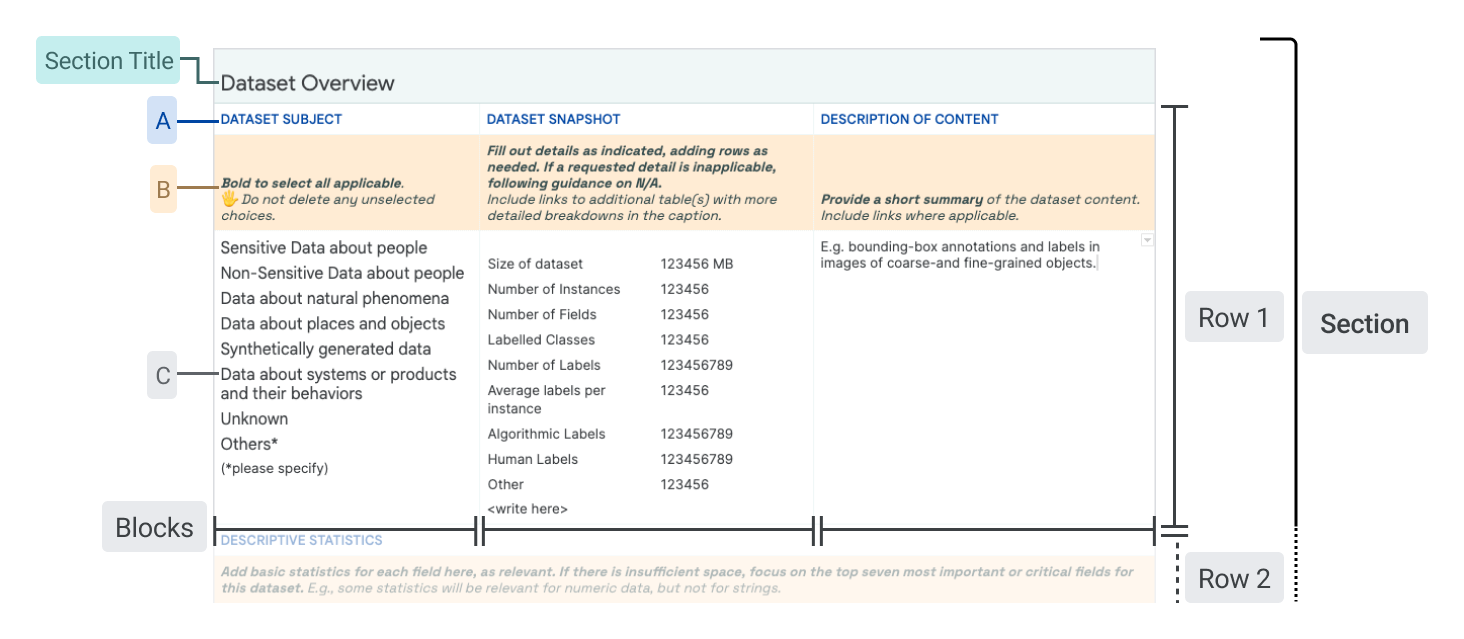 Section Title
Dataset Overview
A
DATASET SUBJECT
DATASET SNAPSHOT
DESCRIPTION OF CONTENT
B
Bold to select all applicable.
🖐 Do not delete any unselected
choices.
Fill out details as indicated, adding rows as
needed. If a requested detail is inapplicable,
following guidance on N/A.
Include links to additional table(s) with more
detailed breakdowns in the caption.
Provide a short summary of the dataset content.
Include links where applicable.
C
Sensitive Data about people
Non-Sensitive Data about people
Data about natural phenomena
Data about places and objects
Synthetically generated data
Data about systems or products
and their behaviors
Unknown
Others*
(*please specify)
Size of dataset 123456 MB
Number of Instances 123456
Number of Fields 123456
Labelled Classes 123456
Number of Labels 123456789
Average labels per 123456
instance
Algorithmic Labels 123456789
Human Labels 123456789
Other 123456
<write here>
E.g. bounding-box annotations and labels in
images of coarse-and fine-grained objects.
Row 1
Section
Blocks
DESCRIPTIVE STATISTICS
Add basic statistics for each field here, as relevant. If there is insufficient space, focus on the top seven most important or critical fields for
this dataset. E.g., some statistics will be relevant for numeric data, but not for strings.
Row 2